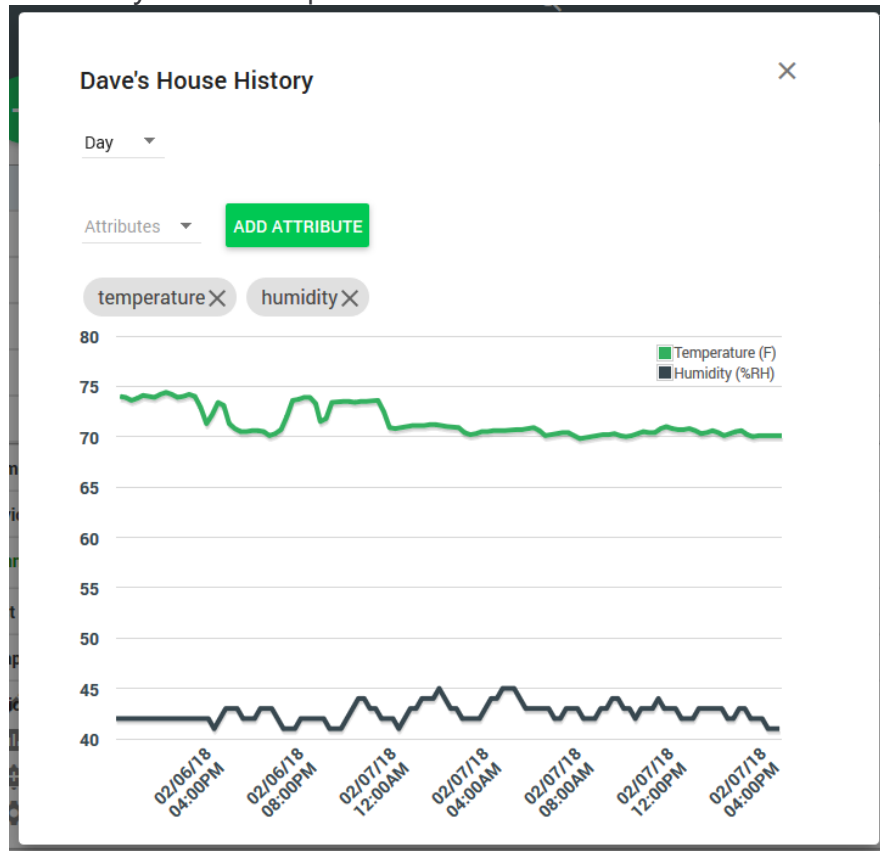 Dave's House History
Day
Attributes
ADD ATTRIBUTE
temperature
humidity
80
Temperature (F)
Humidity (%RH)
75
70
65
60
55
50
45
40
02/06/18
04:00PM
02/06/18
08:00PM
02/07/18
12:00AM
02/07/18
04:00AM
02/07/18
08:00AM
02/07/18
12:00PM
02/07/18
04:00PM